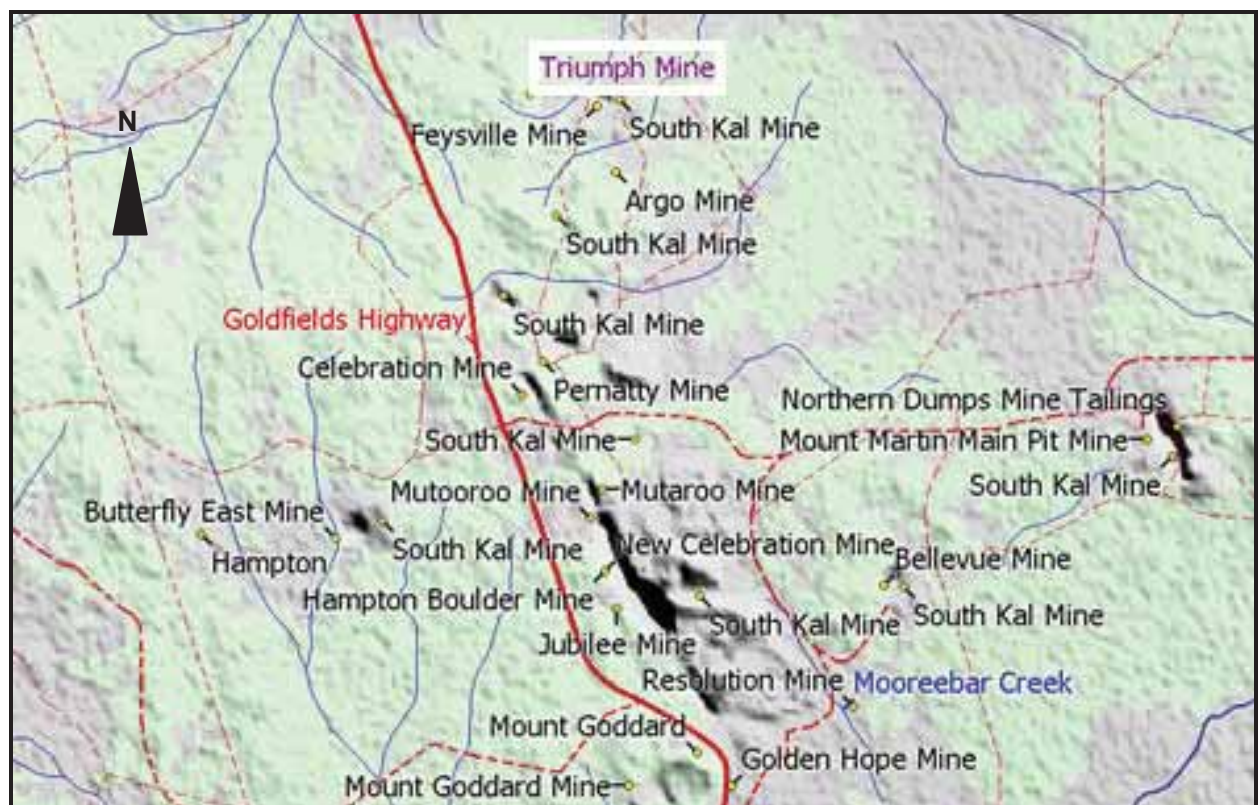 Triumph Mine
N
Feysville Mine
South Kal Mine
Argo Mine
South Kal Mine
Goldfields Highway
South Kal Mine
Celebration Mine
Pernatty Mine
Northern Dumps Mine Tailings
South Kal Mine
Mount Martin Main Pit Mine
South Kal Mine
Mutooroo Mine
Mutaroo Mine
Butterfly East Mine
South Kal Mine
Hampton
New Celebration Mine
Bellevue Mine
Hampton Boulder Mine
South Kal Mine
South Kal Mine
Jubilee Mine
Resolution Mine
Mooreebar Creek
Mount Goddard
Golden Hope Mine
Mount Goddard Mine